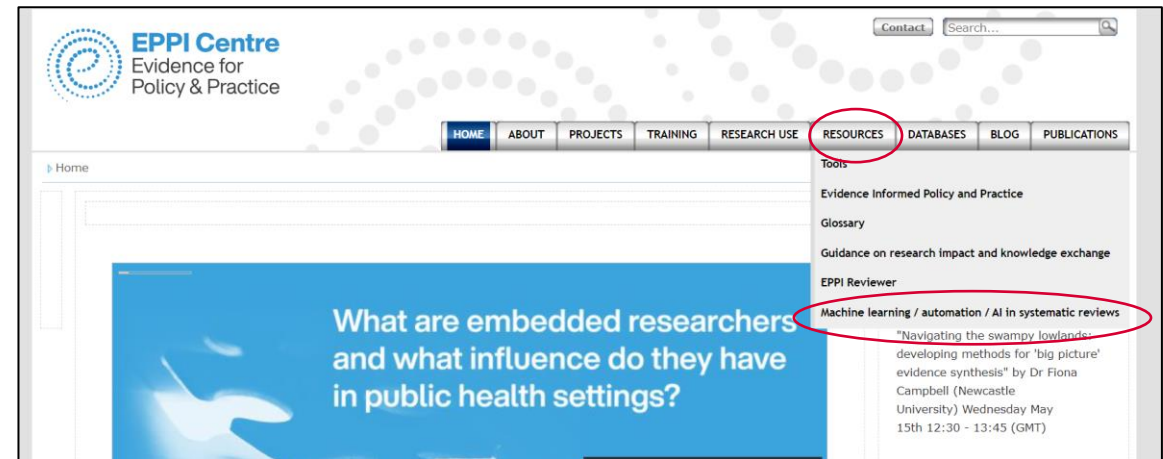 Contact Search...
EPPI Centre
Evidence for
Policy & Practice
HOME ABOUT PROJECTS TRAINING RESEARCH USE RESOURCES DATABASES BLOG PUBLICATIONS
Home
Tools
Evidence Informed Policy and Practice
Glossary
Guidance on research impact and knowledge exchange
EPPI Reviewer
Machine learning / automation / AI in systematic reviews
What are embedded researchers
and what influence do they have
in public health settings?
"Navigating the swampy lowlands:
developing methods for 'big picture'
evidence synthesis" by Dr Fiona
Campbell (Newcastle
University) Wednesday May
15th 12:30 - 13:45 (GMT)